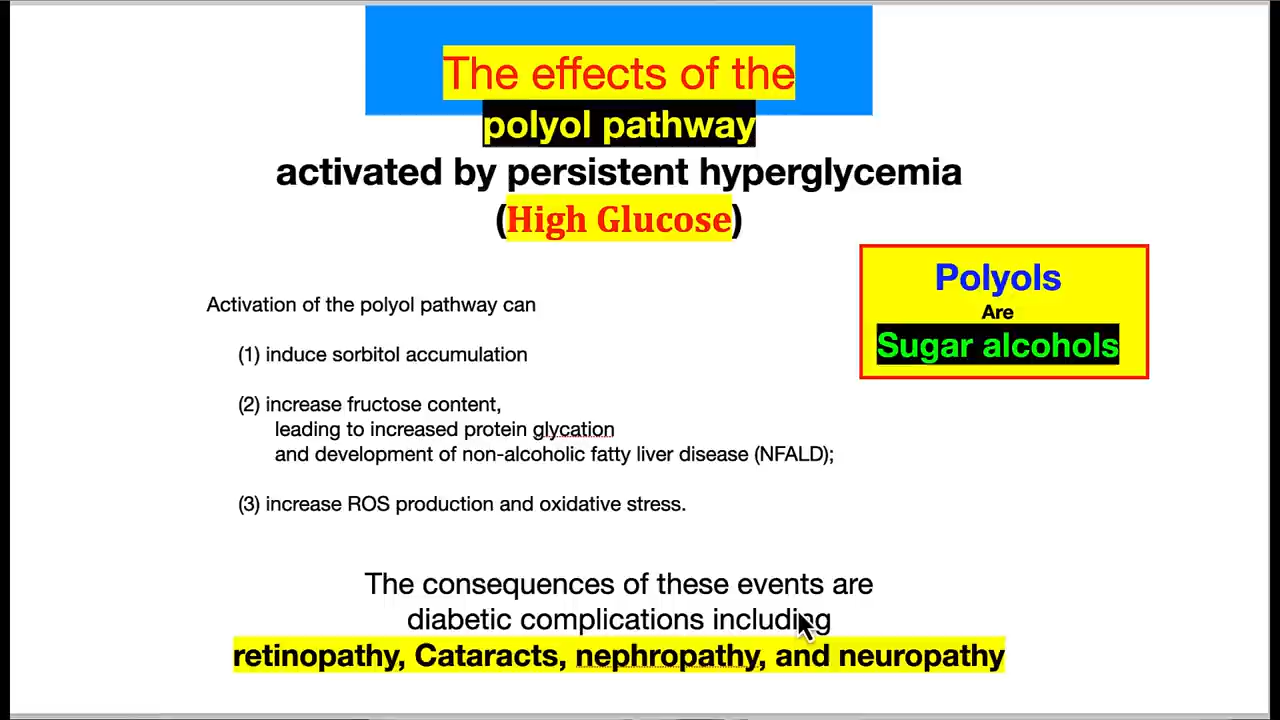 The effects of the
polyol pathway
activated by persistent hyperglycemia
(High Glucose)
Polyols
Are
Sugar alcohols
Activation of the polyol pathway can
(1) induce sorbitol accumulation
(2) increase fructose content,
leading to increased protein glycation
and development of non-alcoholic fatty liver disease (NFALD);
(3) increase ROS production and oxidative stress.
The consequences of these events are
diabetic complications including
retinopathy, Cataracts, nephropathy, and neuropathy